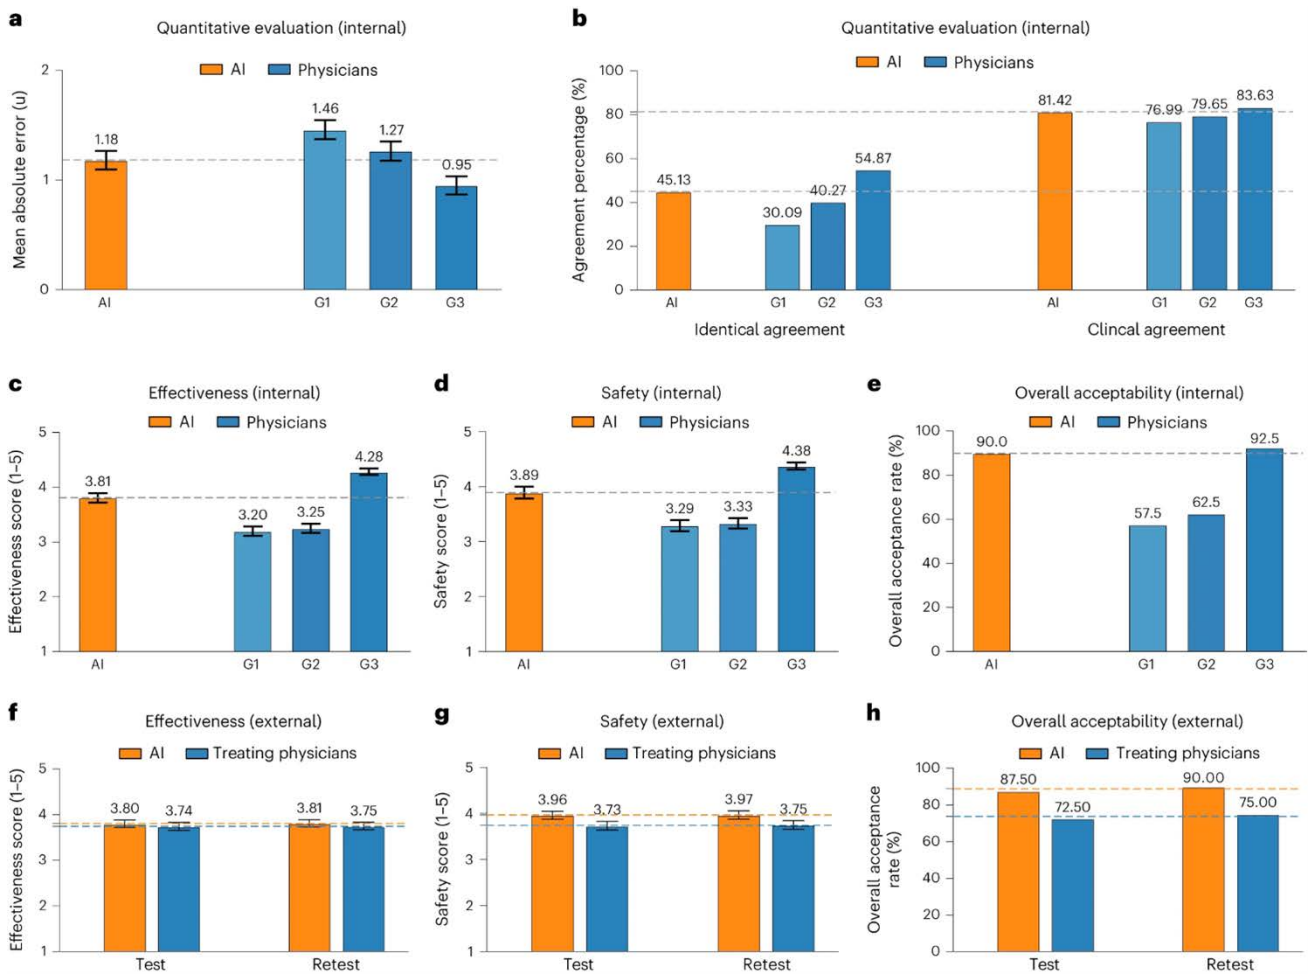 a
Quantitative evaluation (internal)
AI Physicians
Mean absolute error (u)
2
1
0
1.18
1.46
1.27
0.95
AI G1 G2 G3
b
Quantitative evaluation (internal)
AI Physicians
Agreement percentage (%)
100
80
60
40
20
0
45.13
30.09
40.27
54.87
81.42
76.99
79.65
83.63
AI G1 G2 G3 AI G1 G2 G3
Identical agreement Clincal agreement
c
Effectiveness (internal)
AI Physicians
Effectiveness score (1–5)
5
4
3
2
1
3.81
3.20
3.25
4.28
AI G1 G2 G3
d
Safety (internal)
AI Physicians
Safety score (1–5)
5
4
3
2
1
3.89
3.29
3.33
4.38
AI G1 G2 G3
e
Overall acceptability (internal)
AI Physicians
Overall acceptance rate (%)
100
80
60
40
20
0
90.0
57.5
62.5
92.5
AI G1 G2 G3
f
Effectiveness (external)
AI Treating physicians
Effectiveness score (1–5)
5
4
3
2
1
3.80
3.74
3.81
3.75
Test Retest
g
Safety (external)
AI Treating physicians
Safety score (1–5)
5
4
3
2
1
3.96
3.73
3.97
3.75
Test Retest
h
Overall acceptability (external)
AI Treating physicians
Overall acceptance
rate (%)
100
80
60
40
20
0
87.50
72.50
90.00
75.00
Test Retest